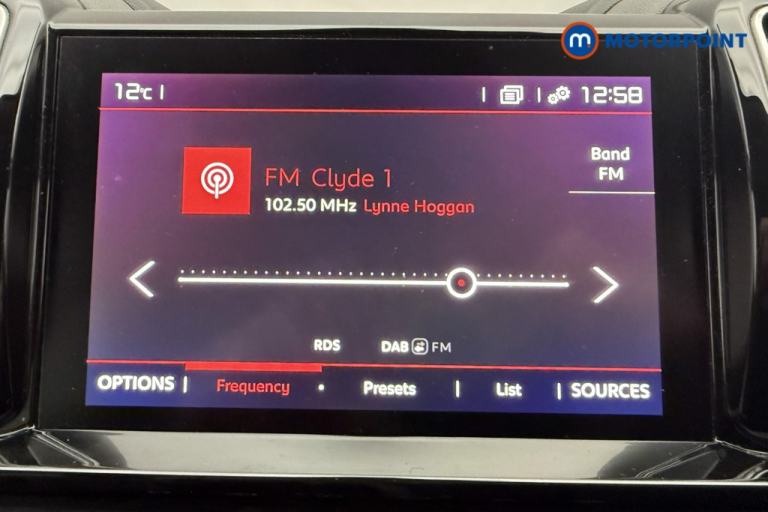 m MOTORPOINT
12°C
12:58
Band
FM
FM Clyde 1
102.50 MHz Lynne Hoggan
RDS DAB FM
OPTIONS Frequency Presets List SOURCES